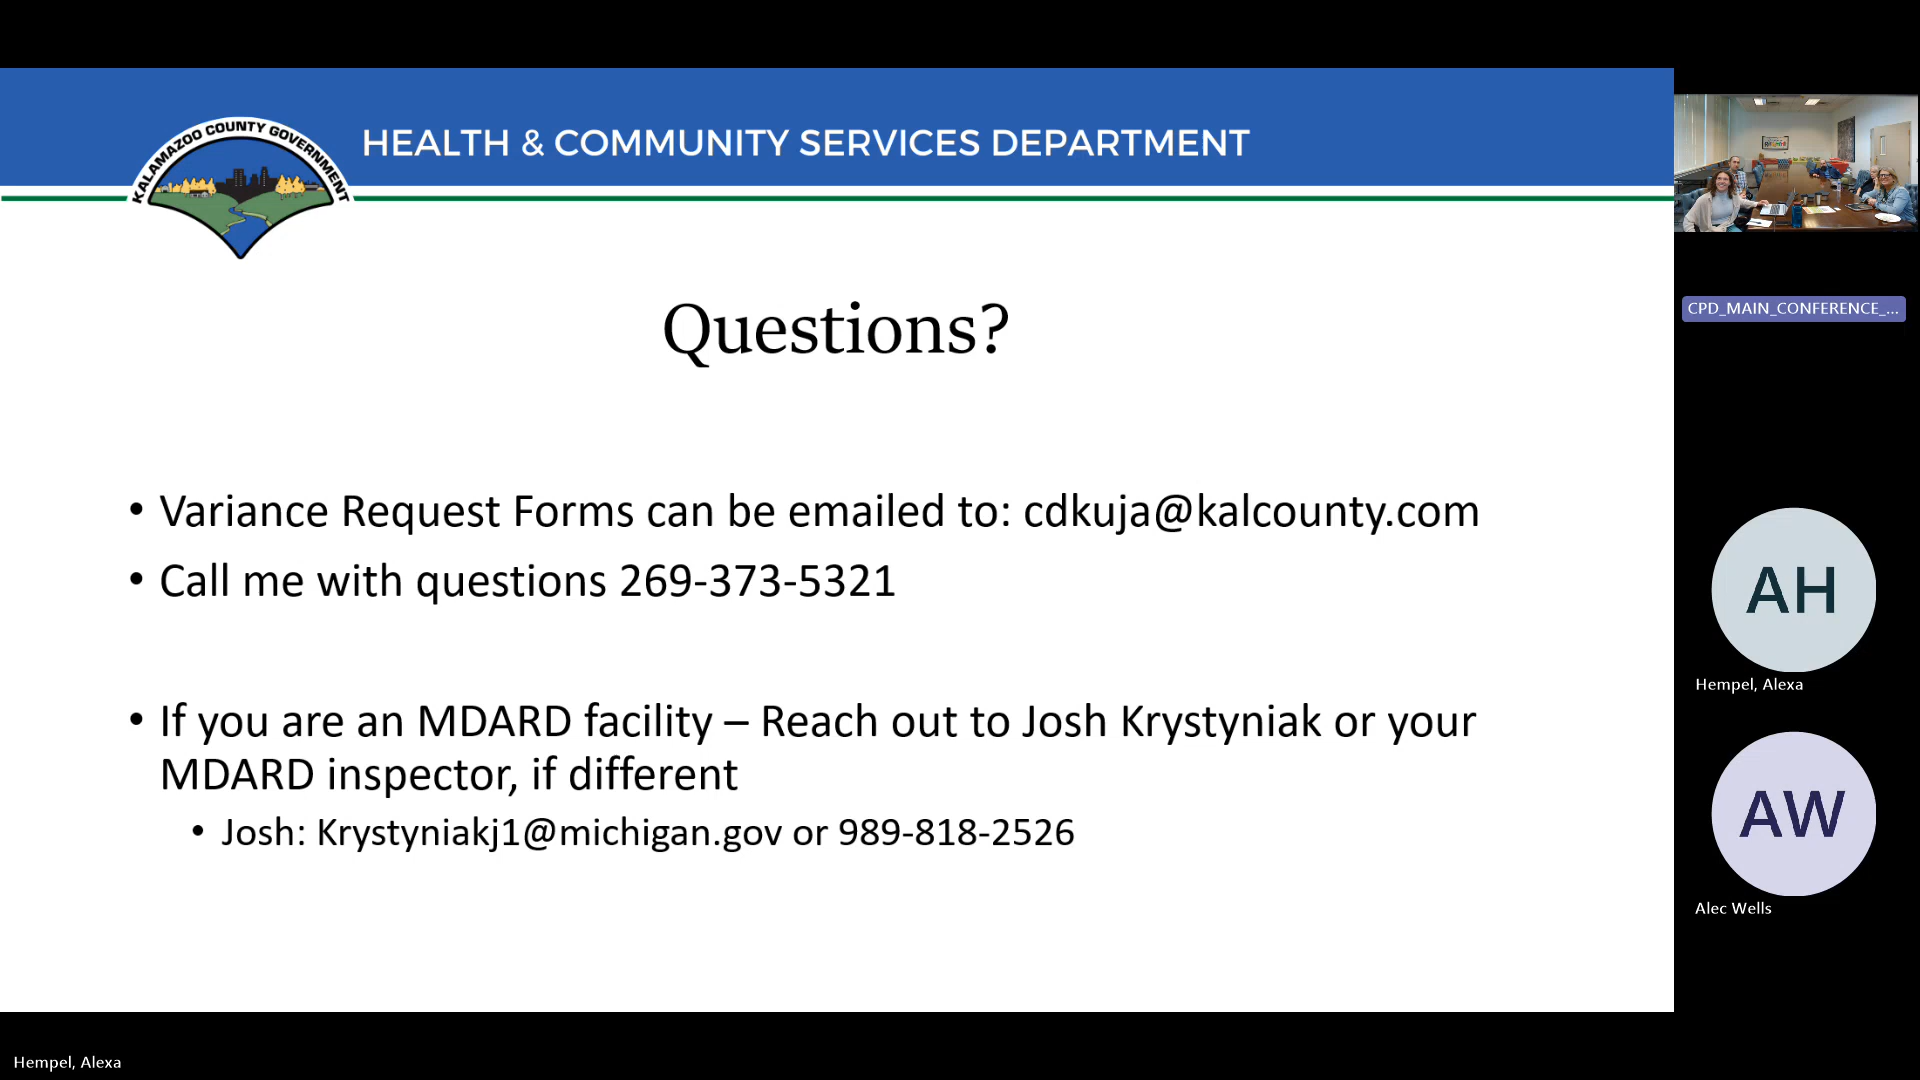 KALAMAZOO COUNTY GOVERNMENT
HEALTH & COMMUNITY SERVICES DEPARTMENT
Questions?
• Variance Request Forms can be emailed to: cdkuja@kalcounty.com
• Call me with questions 269-373-5321
• If you are an MDARD facility – Reach out to Josh Krystyniak or your
MDARD inspector, if different
• Josh: Krystyniakj1@michigan.gov or 989-818-2526
CPD_MAIN_CONFERENCE_...
AH
Hempel, Alexa
AW
Alec Wells
Hempel, Alexa